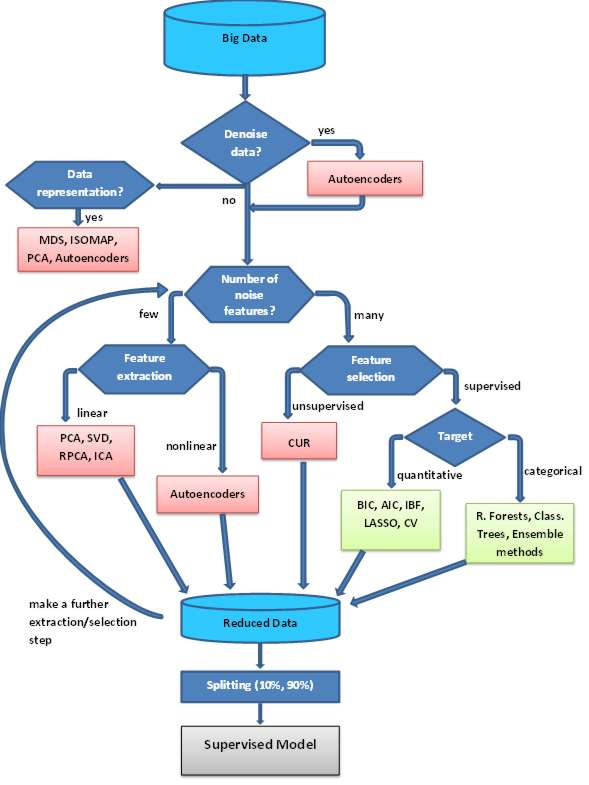 Big Data
Denoise
data?
yes
Autoencoders
Data
representation?
no
yes
MDS, ISOMAP,
PCA, Autoencoders
Number of
noise
features?
few
many
Feature
extraction
Feature
selection
supervised
linear
unsupervised
PCA, SVD,
RPCA, ICA
nonlinear
CUR
Target
quantitative
categorical
Autoencoders
BIC, AIC, IBF,
LASSO, CV
R. Forests, Class.
Trees, Ensemble
methods
make a further
extraction/selection
step
Reduced Data
Splitting (10%, 90%)
Supervised Model